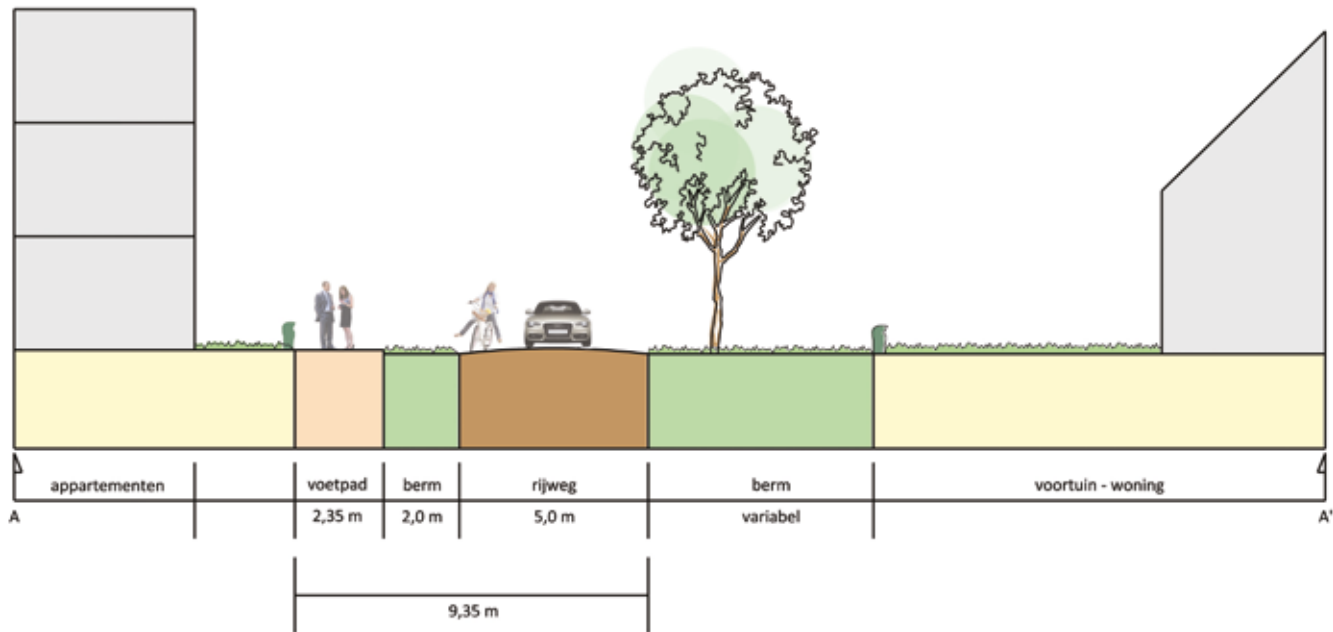 appartementen voetpad berm rijweg berm voortuin - woning
A 2,35 m 2,0 m 5,0 m variabel A'
9,35 m